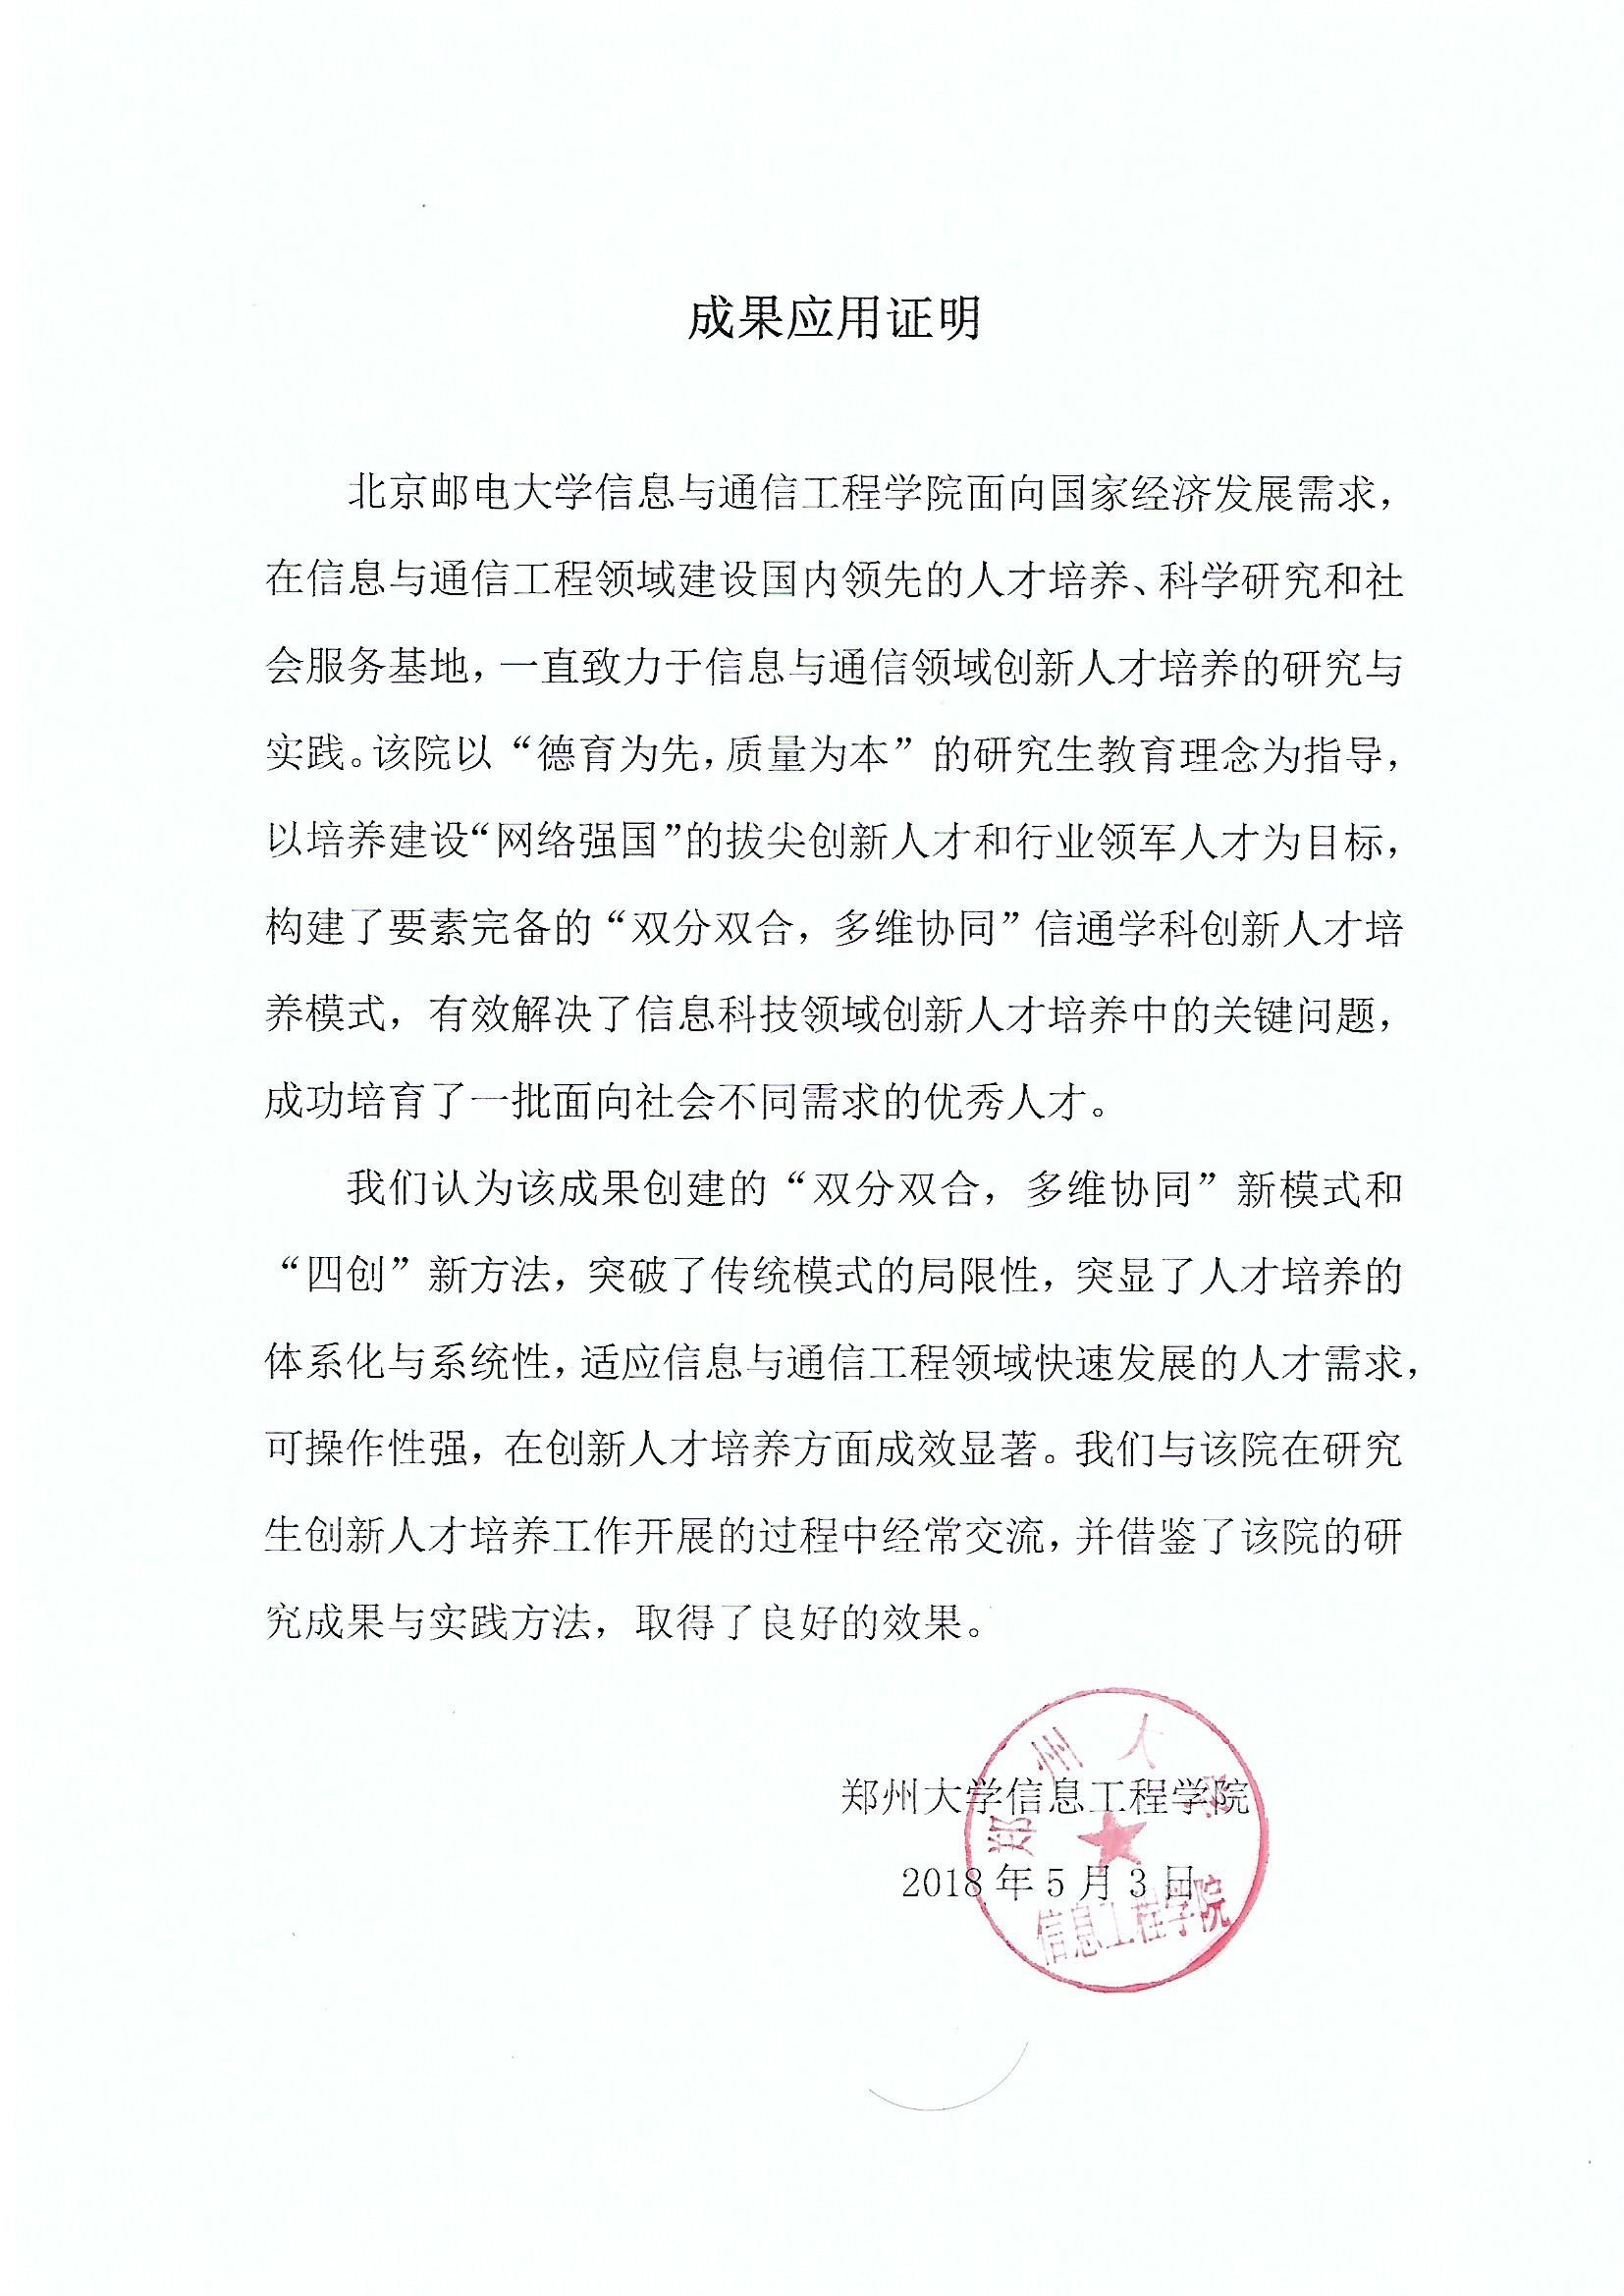 成果应用证明
北京邮电大学信息与通信工程学院面向国家经济发展需求，
在信息与通信工程领域建设国内领先的人才培养、科学研究和社
会服务基地，一直致力于信息与通信领域创新人才培养的研究与
实践。该院以“德育为先，质量为本”的研究生教育理念为指导，
以培养建设“网络强国”的拔尖创新人才和行业领军人才为目标，
构建了要素完备的“双分双合，多维协同”信通学科创新人才培
养模式，有效解决了信息科技领域创新人才培养中的关键问题，
成功培育了一批面向社会不同需求的优秀人才。
我们认为该成果创建的“双分双合，多维协同”新模式和
“四创”新方法，突破了传统模式的局限性，突显了人才培养的
体系化与系统性，适应信息与通信工程领域快速发展的人才需求，
可操作性强，在创新人才培养方面成效显著。我们与该院在研究
生创新人才培养工作开展的过程中经常交流，并借鉴了该院的研
究成果与实践方法，取得了良好的效果。
郑州大学信息工程学院
2018年5月3日
郑州大学
信息工程学院